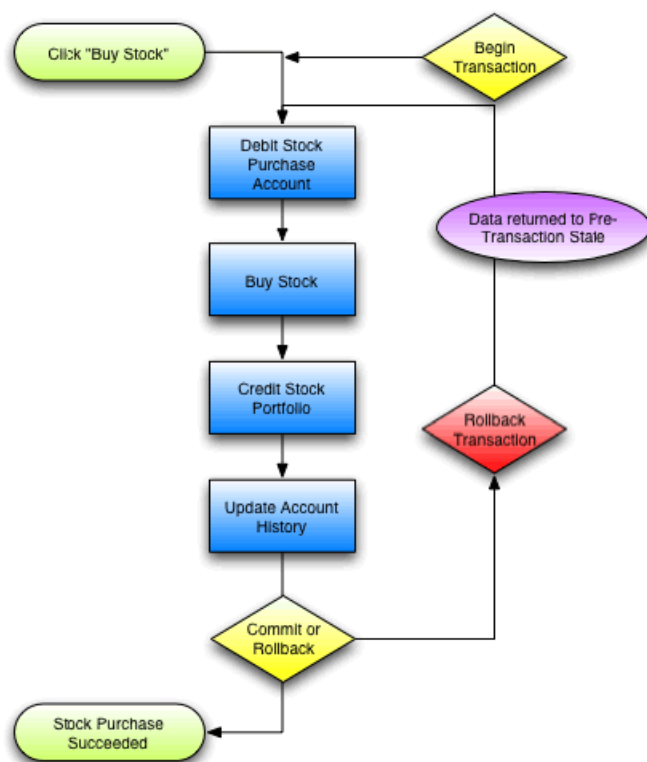 Click "Buy Stock"
Begin
Transaction
Debit Stock
Purchase
Account
Data returned to Pre-
Transaction State
Buy Stock
Credit Stock
Portfolio
Rollback
Transaction
Update Account
History
Commit or
Rollback
Stock Purchase
Succeeded